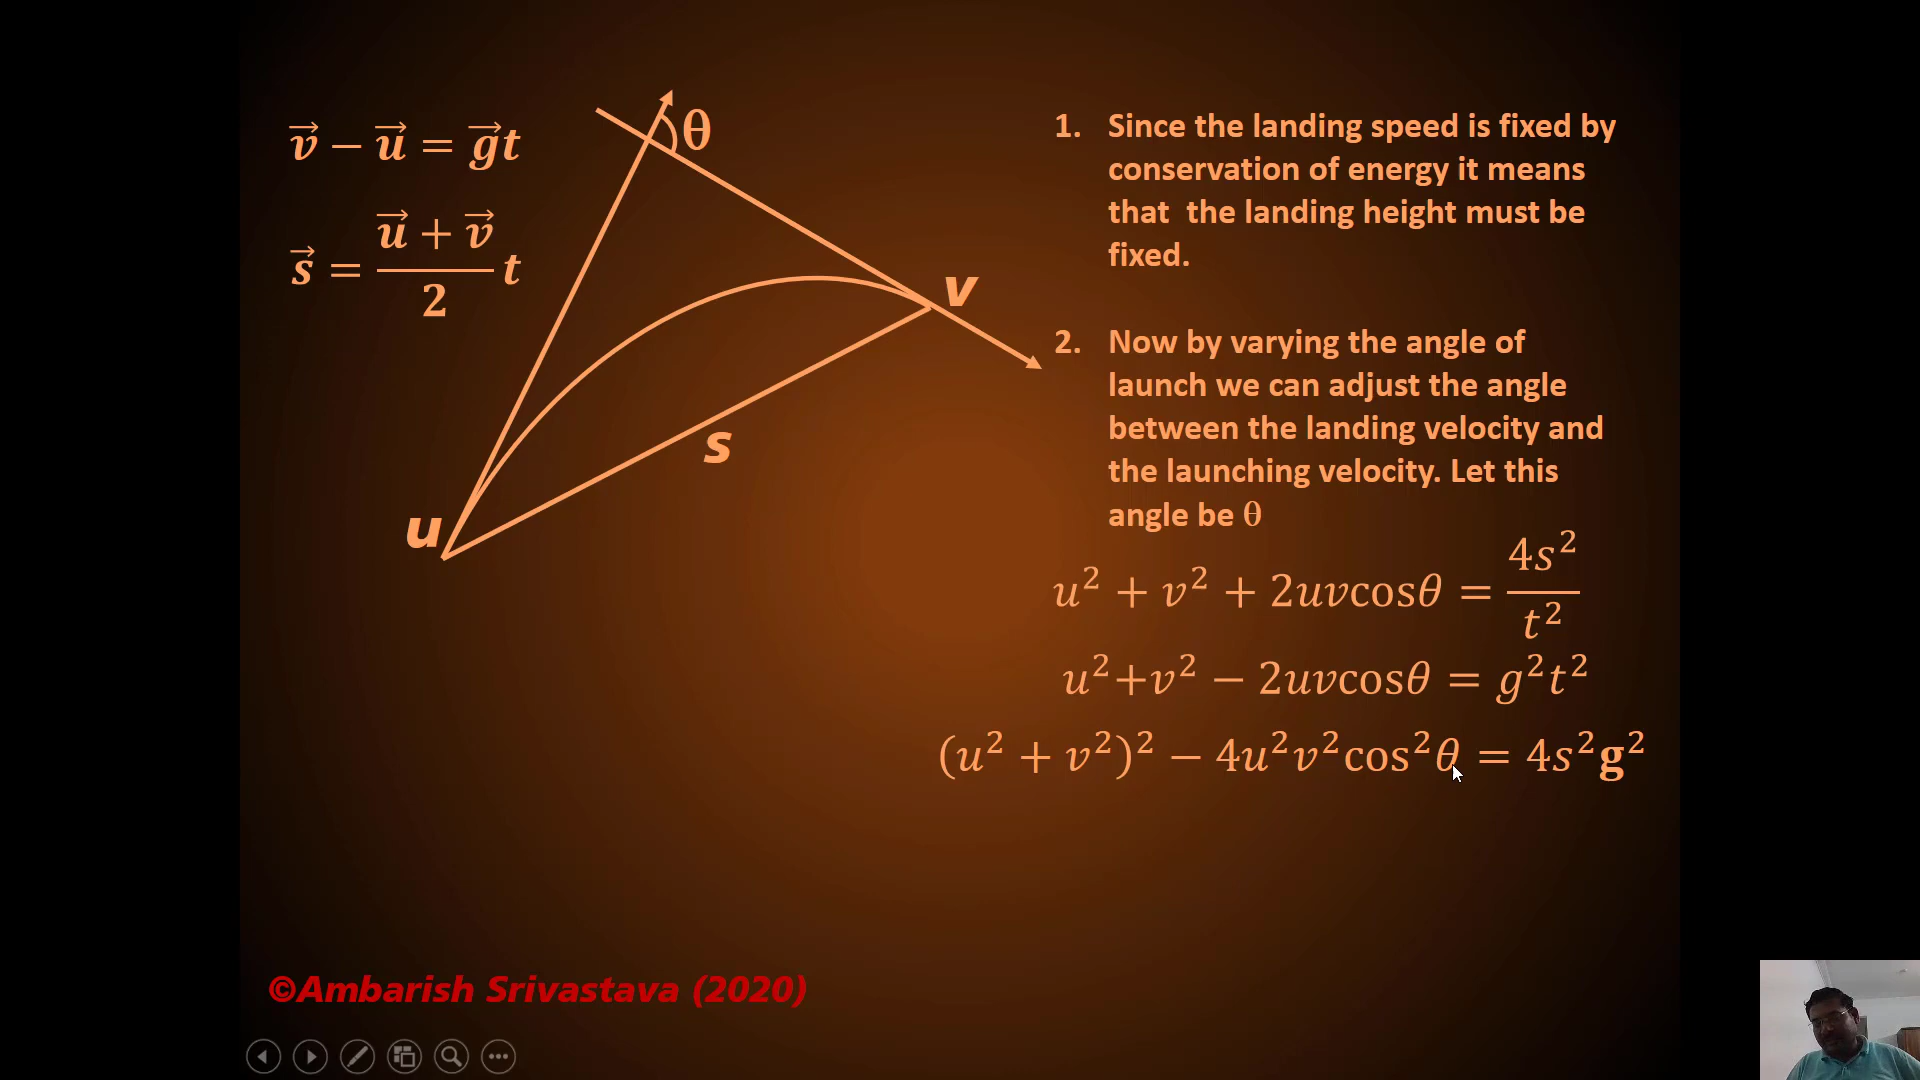 v⃗ − u⃗ = g⃗t
s⃗ = (u⃗ + v⃗)/2 t
θ
v
s
u
1. Since the landing speed is fixed by
conservation of energy it means
that the landing height must be
fixed.
2. Now by varying the angle of
launch we can adjust the angle
between the landing velocity and
the launching velocity. Let this
angle be θ
u² + v² + 2uvcosθ = 4s²/t²
u²+v² − 2uvcosθ = g²t²
(u² + v²)² − 4u²v²cos²θ = 4s²g²
©Ambarish Srivastava (2020)